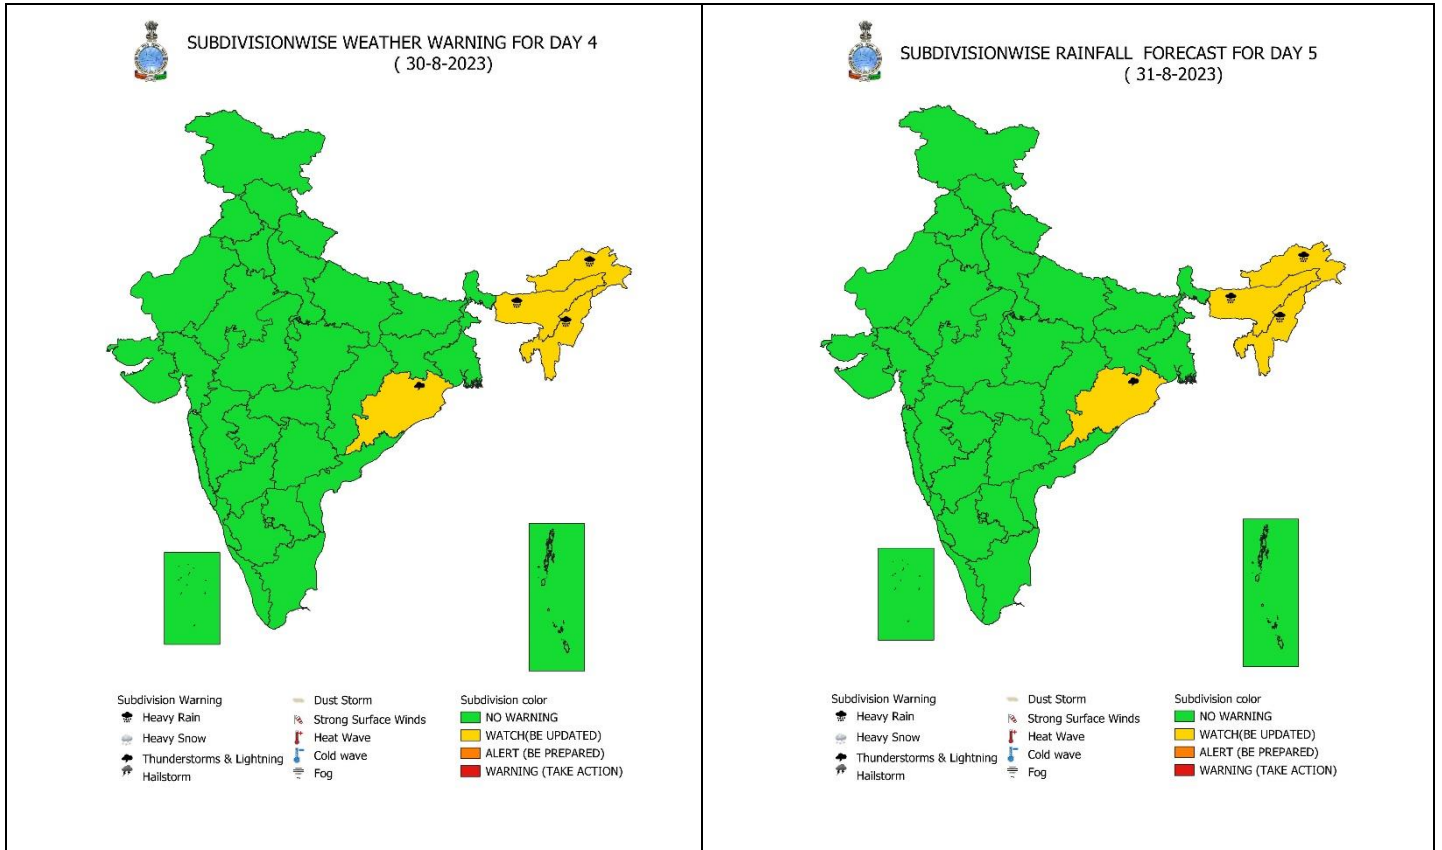 SUBDIVISIONWISE WEATHER WARNING FOR DAY 4
( 30-8-2023)
Subdivision Warning
Heavy Rain
Heavy Snow
Thunderstorms & Lightning
Hailstorm
Dust Storm
Strong Surface Winds
Heat Wave
Cold wave
Fog
Subdivision color
NO WARNING
WATCH(BE UPDATED)
ALERT (BE PREPARED)
WARNING (TAKE ACTION)
SUBDIVISIONWISE RAINFALL FORECAST FOR DAY 5
( 31-8-2023)
Subdivision Warning
Heavy Rain
Heavy Snow
Thunderstorms & Lightning
Hailstorm
Dust Storm
Strong Surface Winds
Heat Wave
Cold wave
Fog
Subdivision color
NO WARNING
WATCH(BE UPDATED)
ALERT (BE PREPARED)
WARNING (TAKE ACTION)